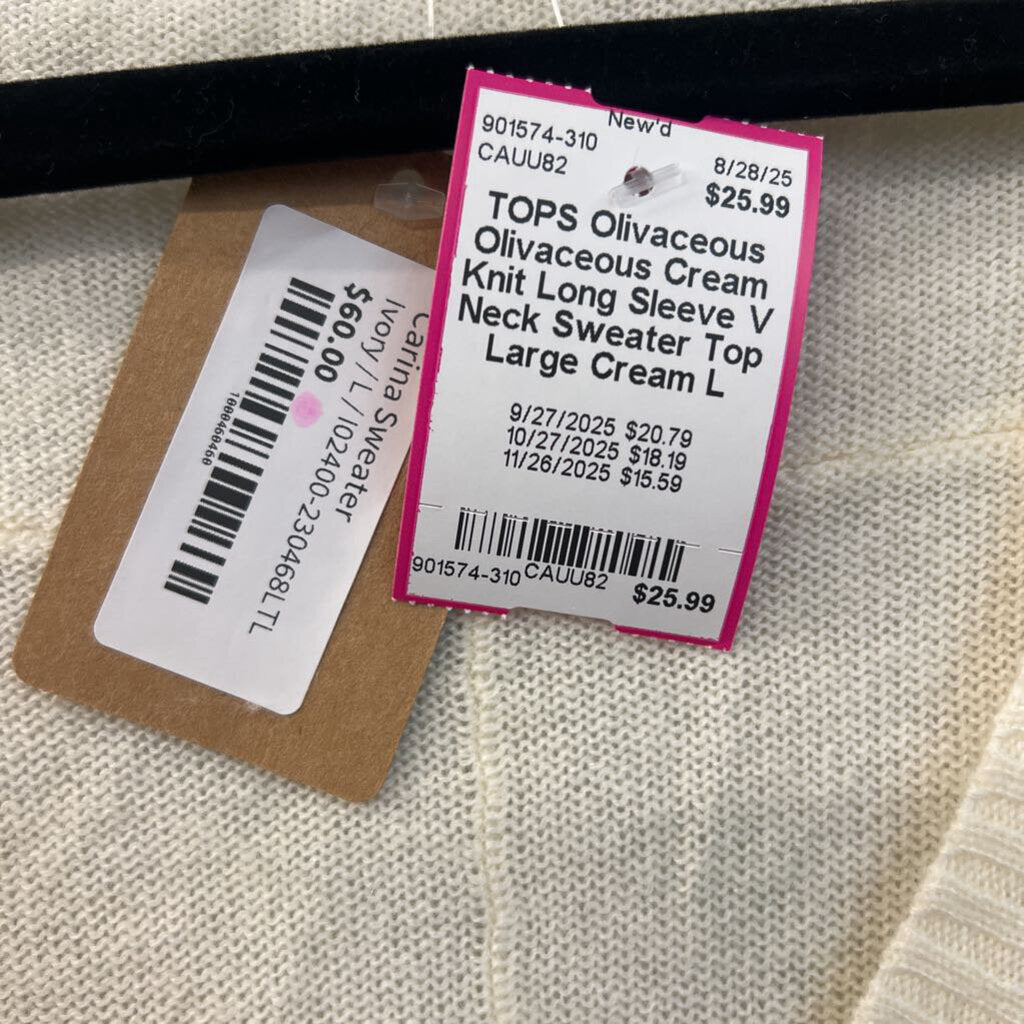 New'd
901574-310
CAUU82
8/28/25
$25.99
TOPS Olivaceous
Olivaceous Cream
Knit Long Sleeve V
Neck Sweater Top
Large Cream L
9/27/2025 $20.79
10/27/2025 $18.19
11/26/2025 $15.59
901574-310 CAUU82 $25.99
Carina Sweater
Ivory / L / I02400-230468LTL
$60.00
1000460460